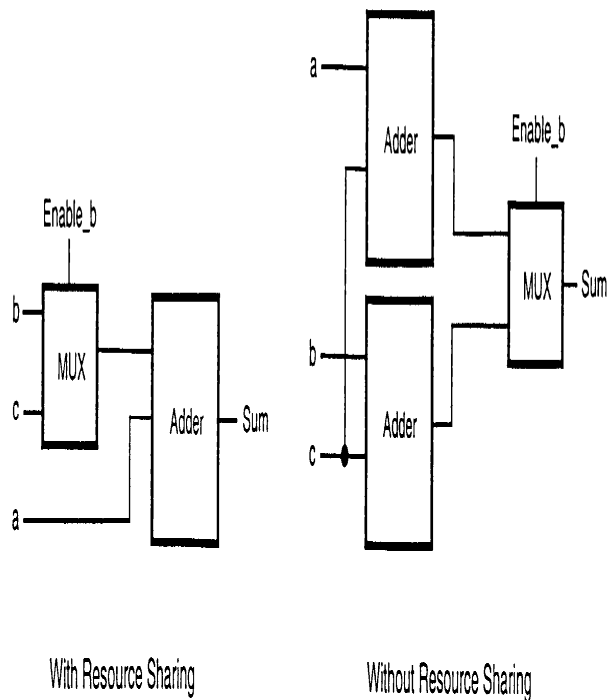 Enable_b
b
c
MUX
Adder
Sum
a
With Resource Sharing
a
Adder
Enable_b
MUX
Sum
b
c
Adder
Without Resource Sharing